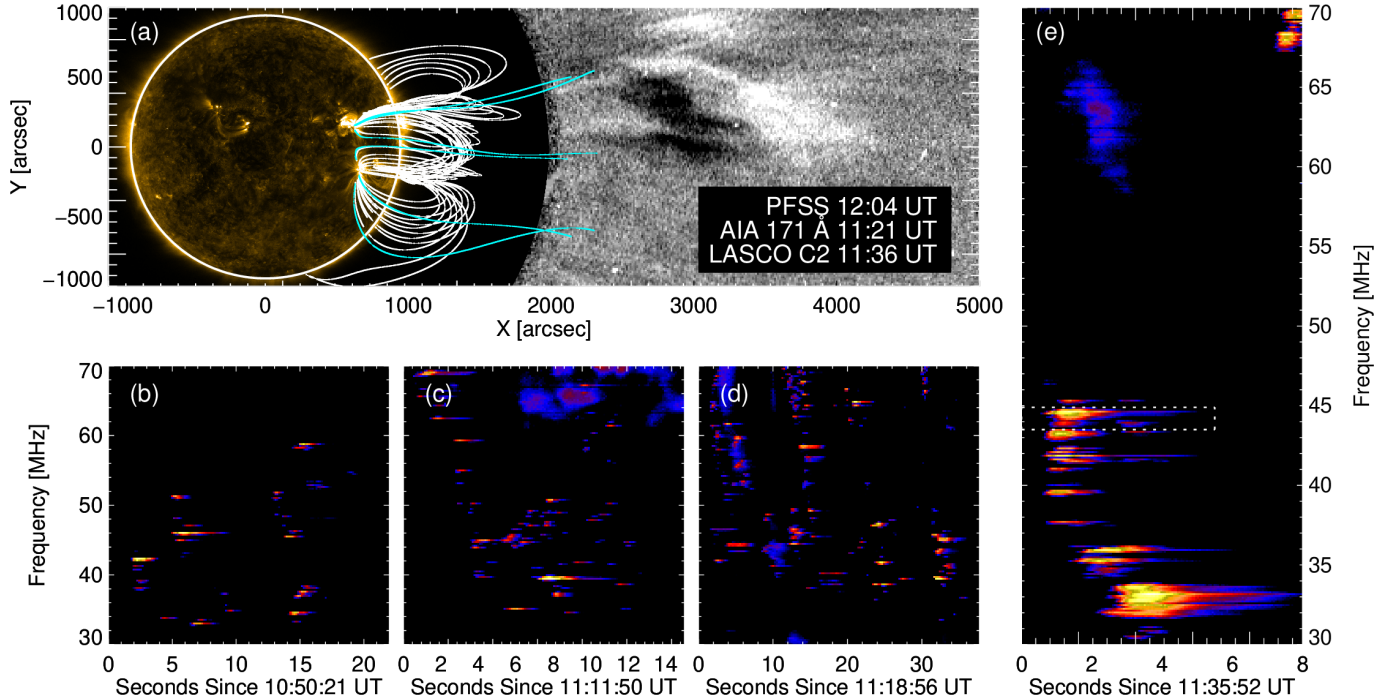 (a)
1000
500
0
−500
−1000
Y [arcsec]
PFSS 12:04 UT
AIA 171 Å 11:21 UT
LASCO C2 11:36 UT
−1000 0 1000 2000 3000 4000 5000
X [arcsec]
(b)
70
60
50
40
30
Frequency [MHz]
0 5 10 15 20
Seconds Since 10:50:21 UT
(c)
0 2 4 6 8 10 12 14
Seconds Since 11:11:50 UT
(d)
0 10 20 30
Seconds Since 11:18:56 UT
(e)
70
65
60
55
50
45
40
35
30
Frequency [MHz]
0 2 4 6 8
Seconds Since 11:35:52 UT